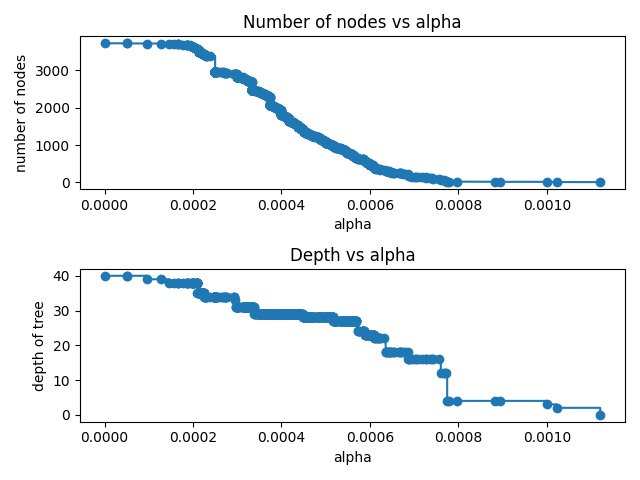 Number of nodes vs alpha
number of nodes
3000
2000
1000
0
0.0000 0.0002 0.0004 0.0006 0.0008 0.0010
alpha
Depth vs alpha
depth of tree
40
30
20
10
0
0.0000 0.0002 0.0004 0.0006 0.0008 0.0010
alpha